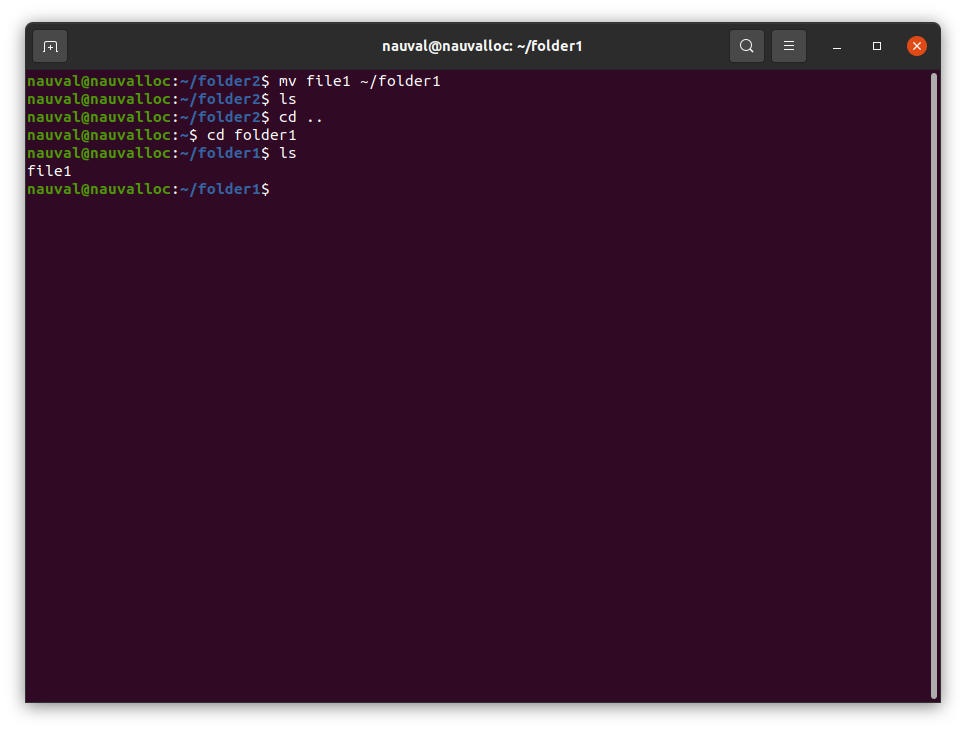 nauval@nauvalloc: ~/folder1
nauval@nauvalloc:~/folder2$ mv file1 ~/folder1
nauval@nauvalloc:~/folder2$ ls
nauval@nauvalloc:~/folder2$ cd ..
nauval@nauvalloc:~$ cd folder1
nauval@nauvalloc:~/folder1$ ls
file1
nauval@nauvalloc:~/folder1$